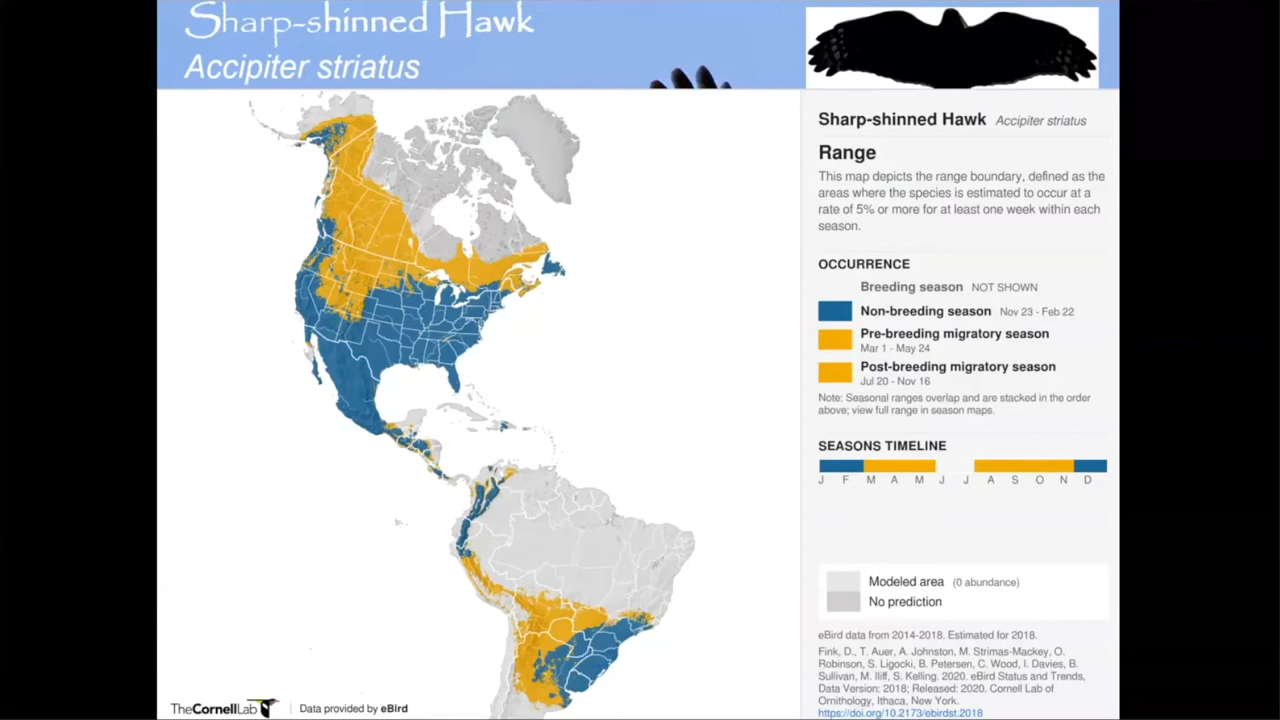 Sharp-shinned Hawk
Accipiter striatus
Sharp-shinned Hawk Accipiter striatus
Range
This map depicts the range boundary, defined as the
areas where the species is estimated to occur at a
rate of 5% or more for at least one week within each
season.
OCCURRENCE
Breeding season NOT SHOWN
Non-breeding season Nov 23 - Feb 22
Pre-breeding migratory season
Mar 1 - May 24
Post-breeding migratory season
Jul 20 - Nov 16
Note: Seasonal ranges overlap and are stacked in the order
above; view full range in season maps.
SEASONS TIMELINE
J F M A M J J A S O N D
Modeled area (0 abundance)
No prediction
eBird data from 2014-2018. Estimated for 2018.
Fink, D., T. Auer, A. Johnston, M. Strimas-Mackey, O.
Robinson, S. Ligocki, B. Petersen, C. Wood, I. Davies, B.
Sullivan, M. Iliff, S. Kelling. 2020. eBird Status and Trends,
Data Version: 2018; Released: 2020. Cornell Lab of
Ornithology, Ithaca, New York.
https://doi.org/10.2173/ebirdst.2018
TheCornellLab Data provided by eBird